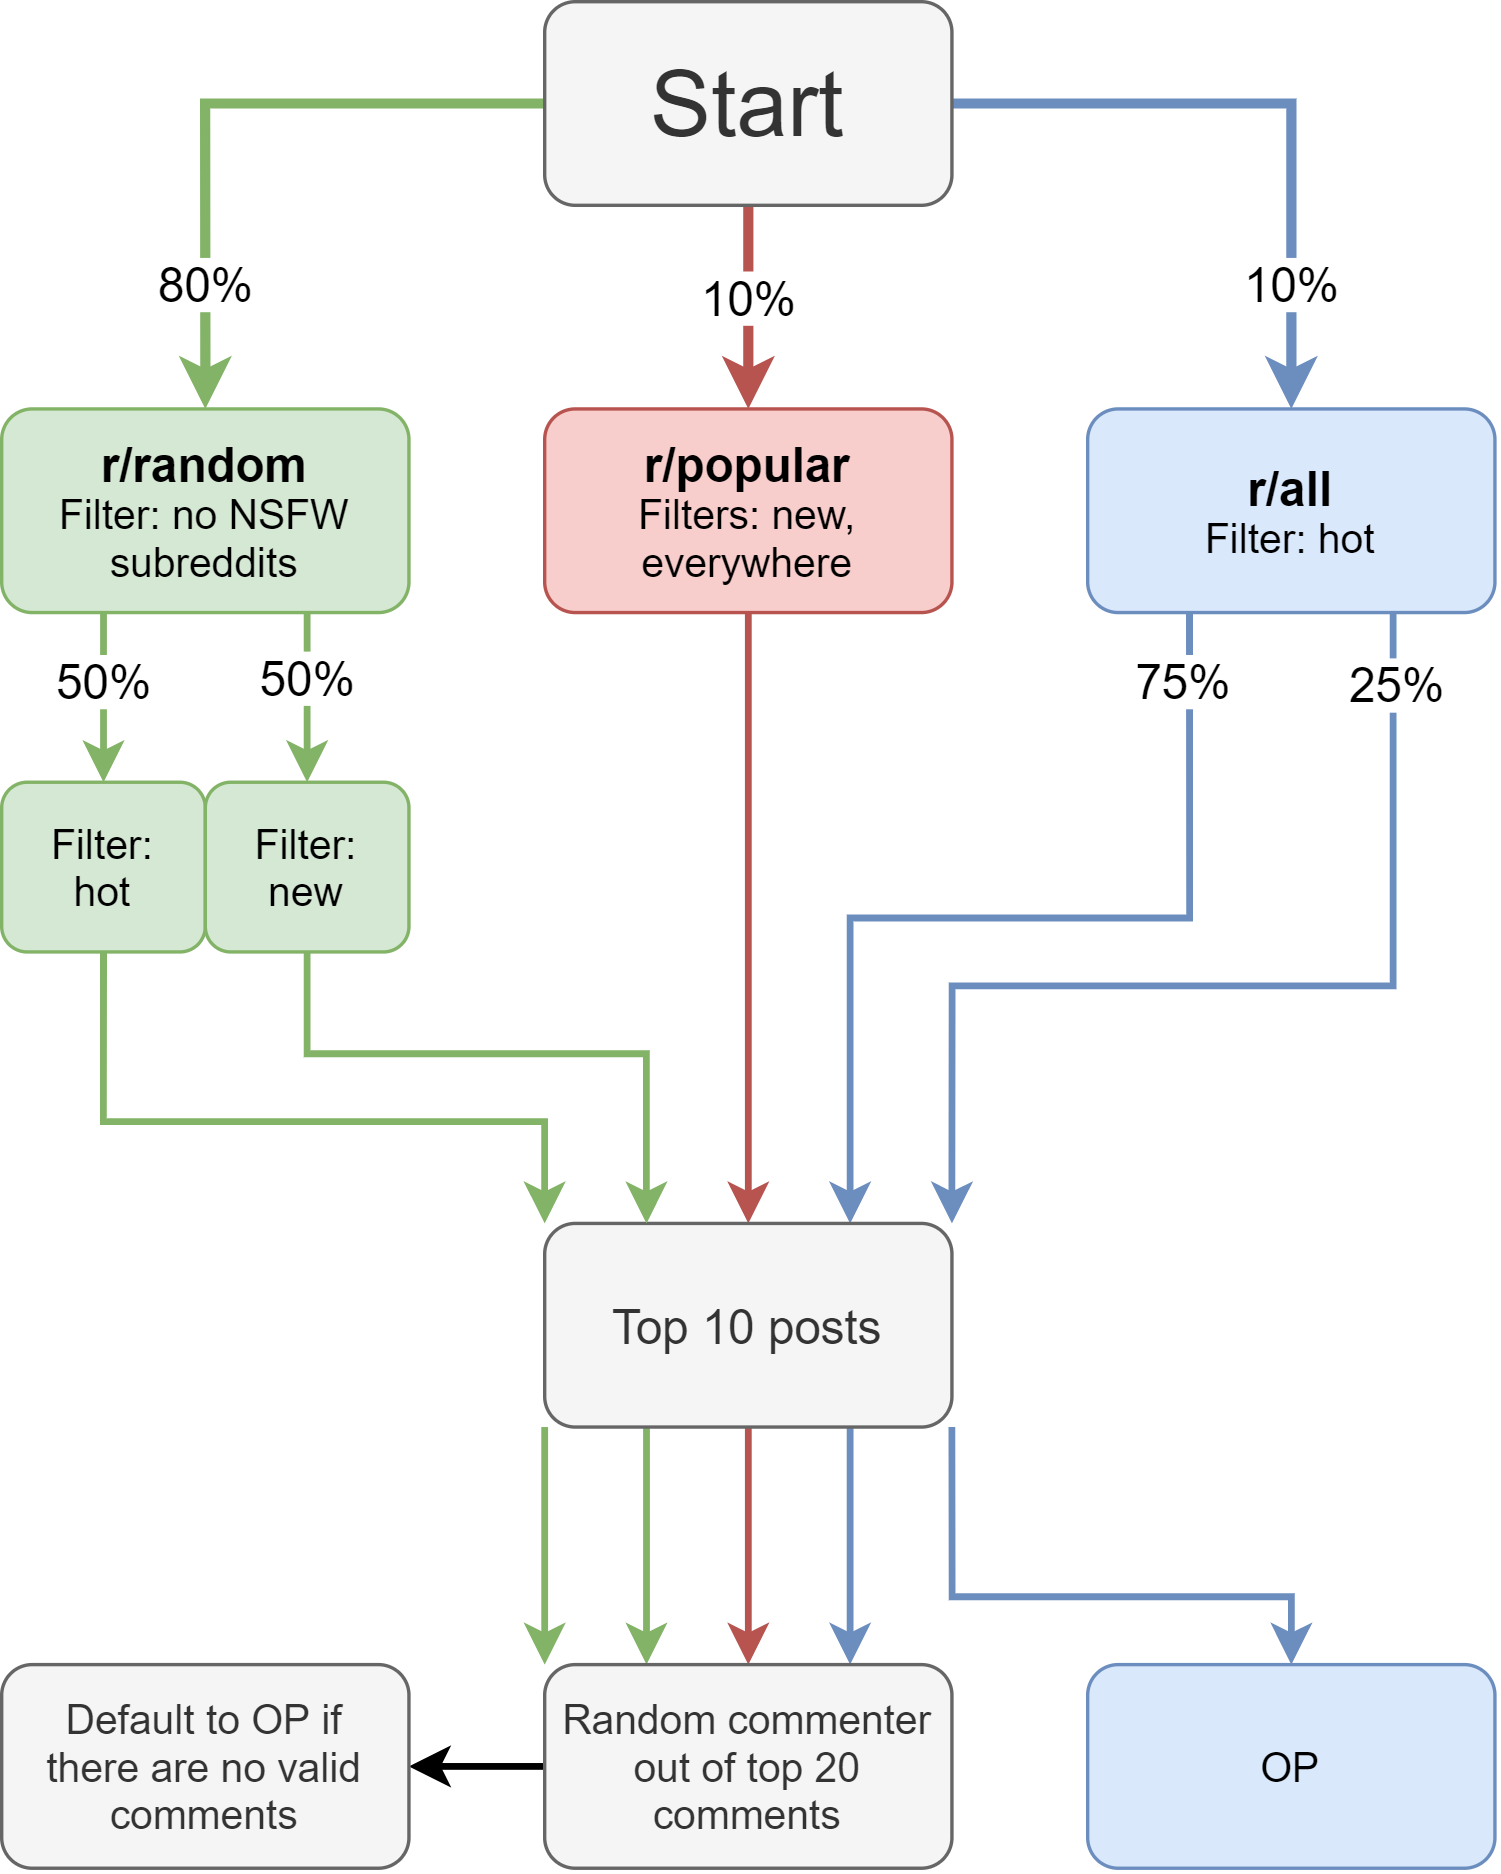 Start
80%
10%
10%
r/random
Filter: no NSFW
subreddits
r/popular
Filters: new,
everywhere
r/all
Filter: hot
50%
50%
75%
25%
Filter:
hot
Filter:
new
Top 10 posts
Default to OP if
there are no valid
comments
Random commenter
out of top 20
comments
OP